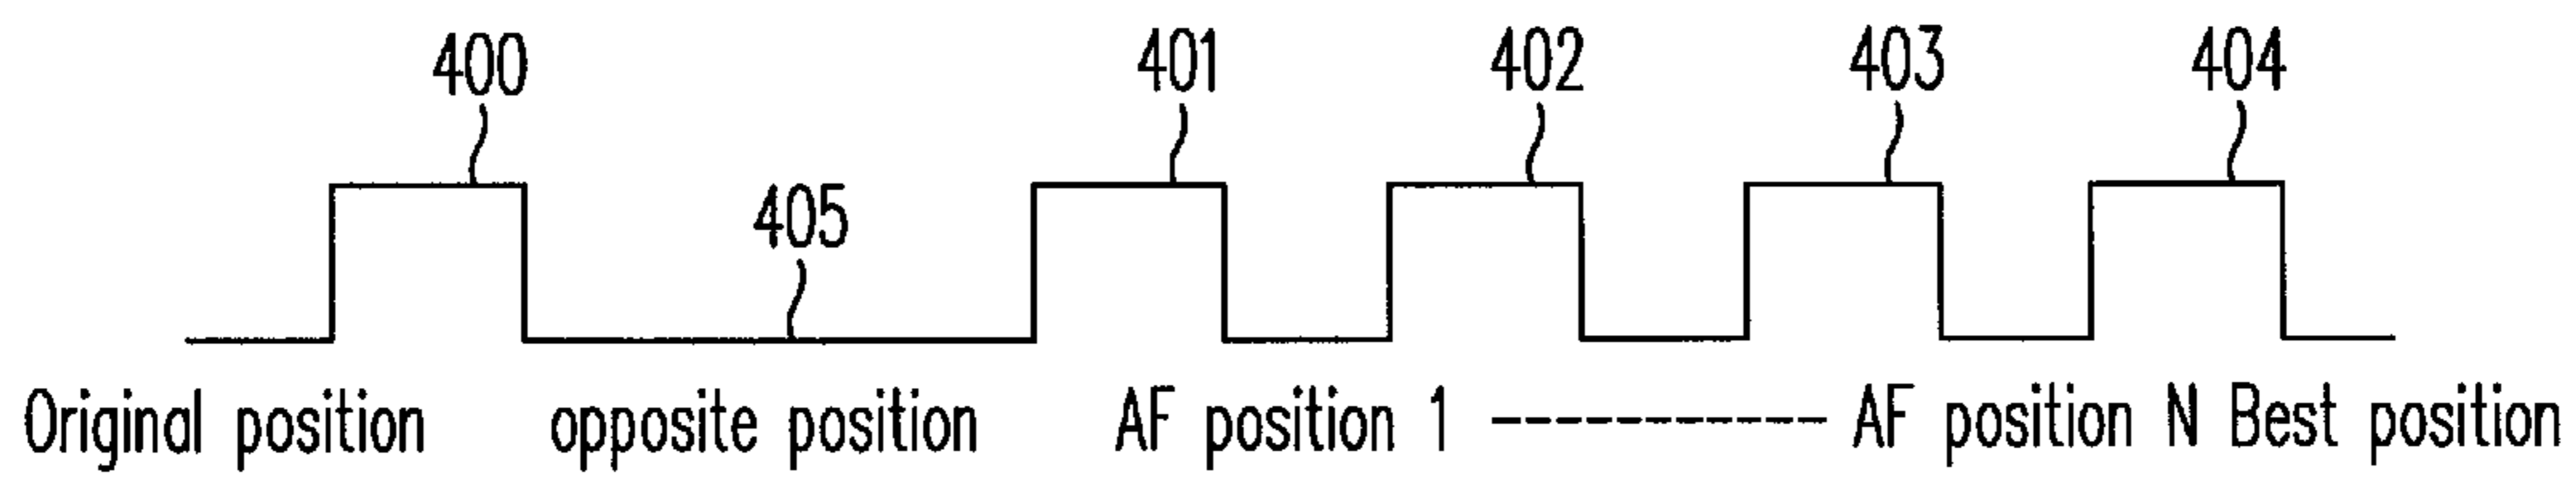 400 401 402 403 404
405
Original position opposite position AF position 1 ---------- AF position N Best position